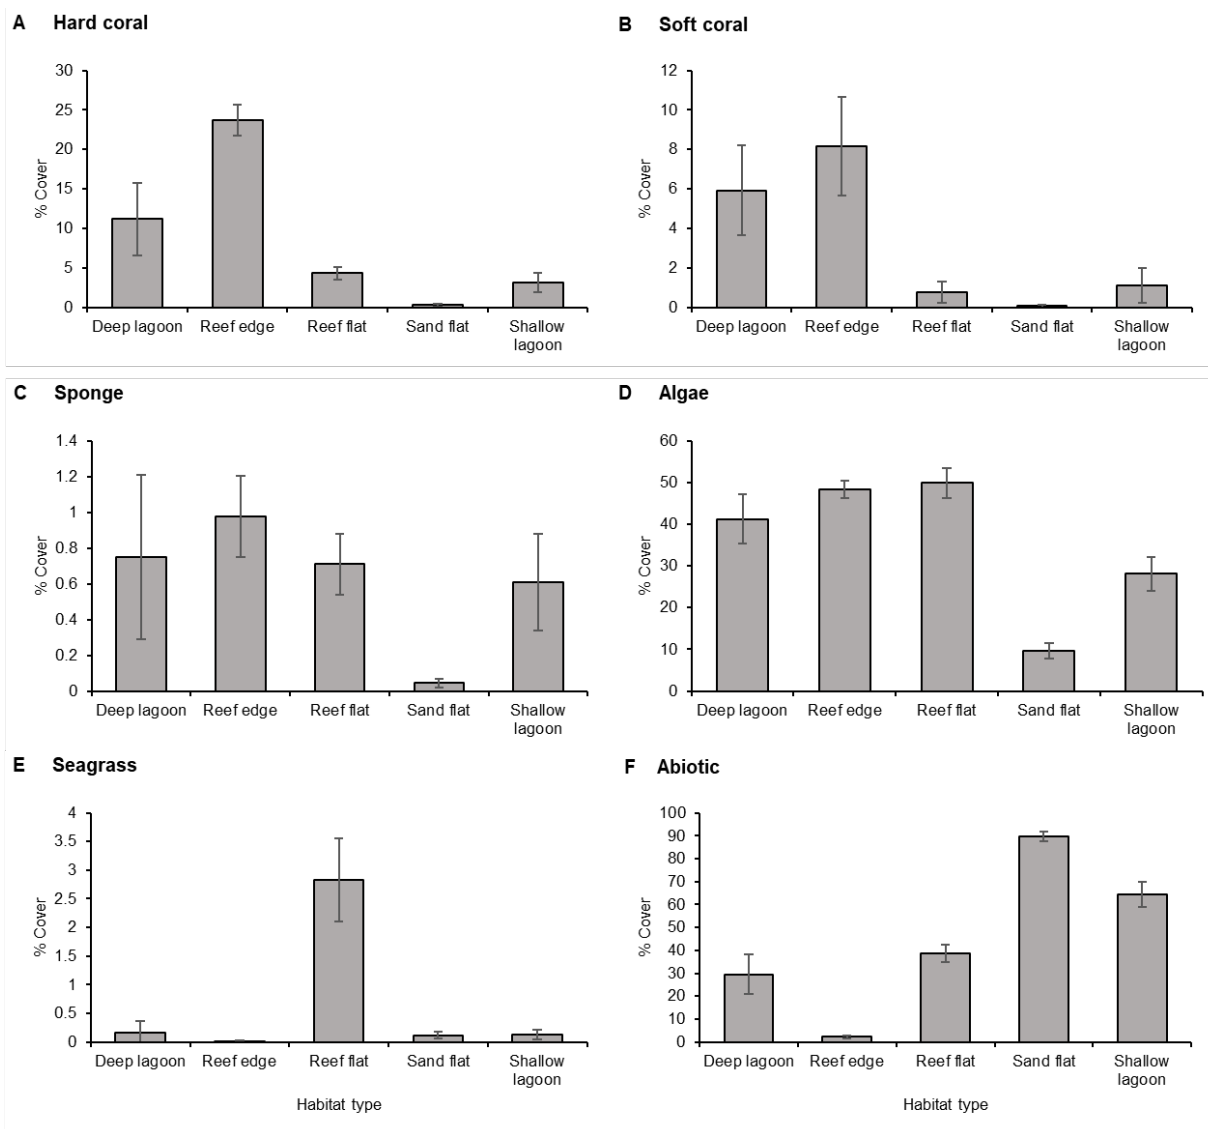 A Hard coral
30
25
20
15
10
5
0
% Cover
Deep lagoon Reef edge Reef flat Sand flat Shallow
lagoon
B Soft coral
12
10
8
6
4
2
0
% Cover
Deep lagoon Reef edge Reef flat Sand flat Shallow
lagoon
C Sponge
1.4
1.2
1
0.8
0.6
0.4
0.2
0
% Cover
Deep lagoon Reef edge Reef flat Sand flat Shallow
lagoon
D Algae
60
50
40
30
20
10
0
% Cover
Deep lagoon Reef edge Reef flat Sand flat Shallow
lagoon
E Seagrass
4
3.5
3
2.5
2
1.5
1
0.5
0
% Cover
Deep lagoon Reef edge Reef flat Sand flat Shallow
lagoon
Habitat type
F Abiotic
100
90
80
70
60
50
40
30
20
10
0
% Cover
Deep lagoon Reef edge Reef flat Sand flat Shallow
lagoon
Habitat type